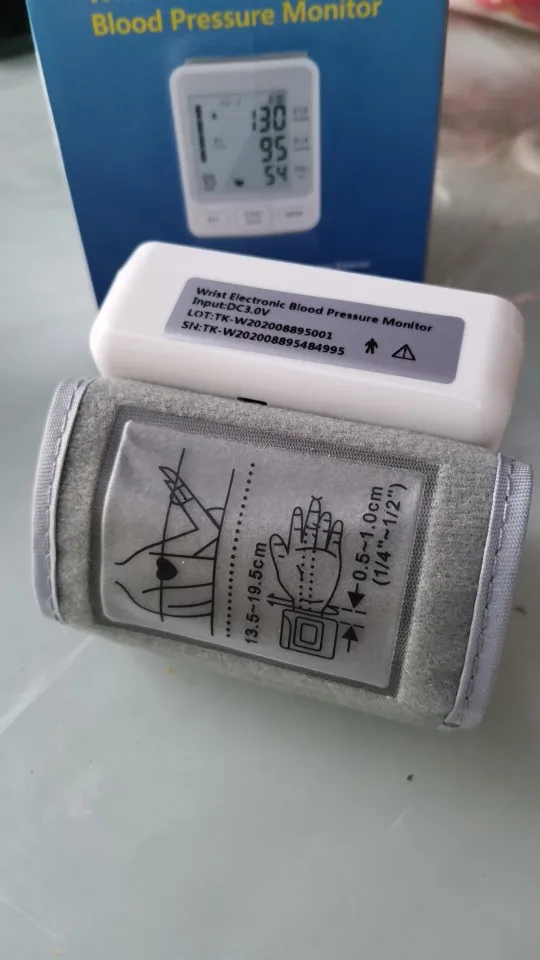 Blood Pressure Monitor
130
95
54
Wrist Electronic Blood Pressure Monitor
Input:DC3.0V
LOT:TK-W202008895001
SN:TK-W202008895484995
13.5~19.5cm
0.5~1.0cm
(1/4"~1/2")